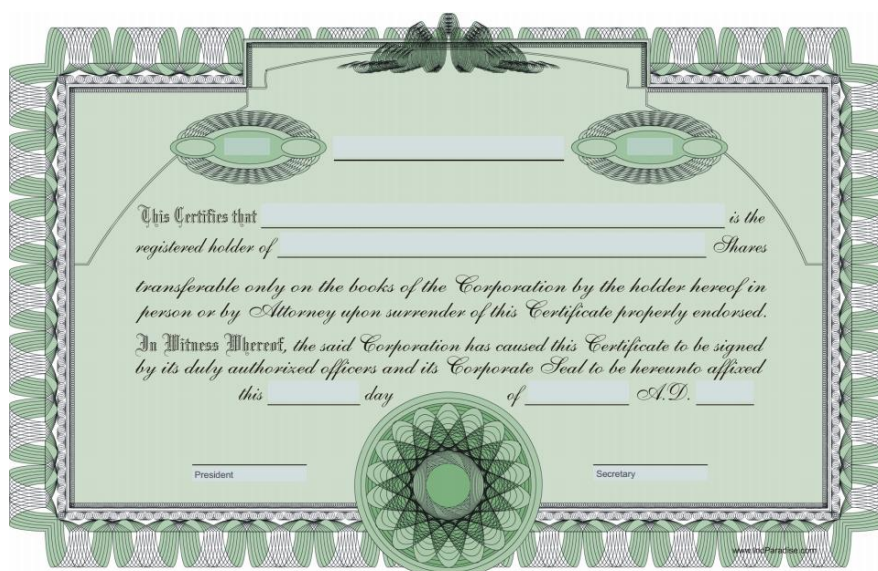 This Certifies that is the
registered holder of Shares
transferable only on the books of the Corporation by the holder hereof in
person or by Attorney upon surrender of this Certificate properly endorsed.
In Witness Whereof, the said Corporation has caused this Certificate to be signed
by its duly authorized officers and its Corporate Seal to be hereunto affixed
this day of A.D.
President Secretary
www.IncParadise.com